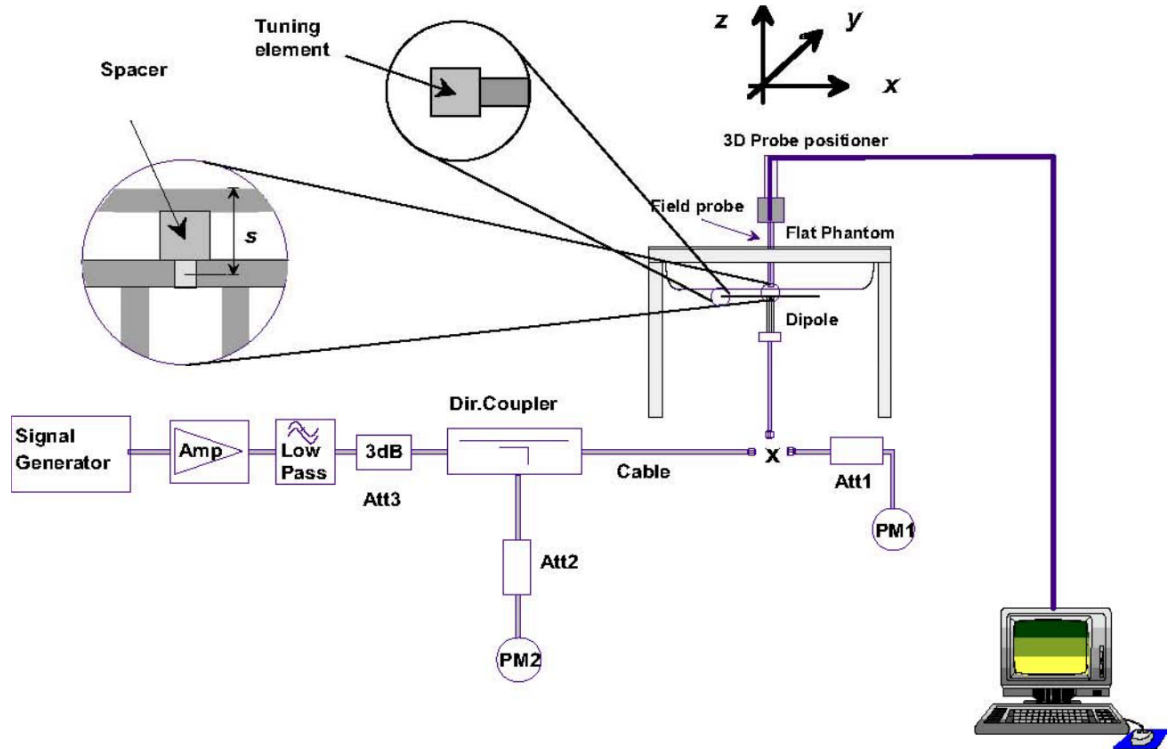 Tuning
element
Spacer
s
z
y
x
3D Probe positioner
Field probe
Flat Phantom
Dipole
Signal
Generator
Amp
Low
Pass
3dB
Att3
Dir.Coupler
Cable
x
Att1
PM1
Att2
PM2